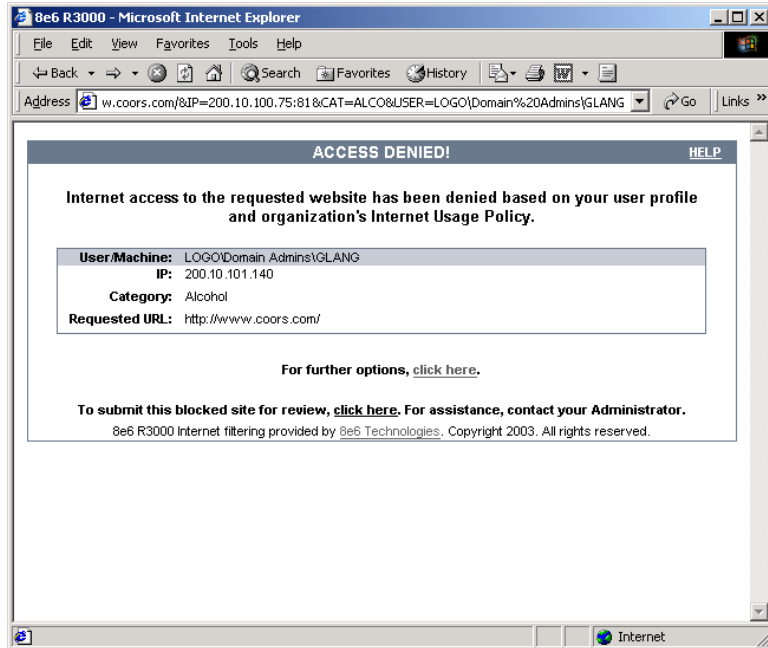 8e6 R3000 - Microsoft Internet Explorer
File Edit View Favorites Tools Help
Back Search Favorites History
Address w.coors.com/&IP=200.10.100.75:81&CAT=ALCO&USER=LOGO\Domain%20Admins\GLANG Go Links »
ACCESS DENIED! HELP
Internet access to the requested website has been denied based on your user profile
and organization's Internet Usage Policy.
User/Machine: LOGO\Domain Admins\GLANG
IP: 200.10.101.140
Category: Alcohol
Requested URL: http://www.coors.com/
For further options, click here.
To submit this blocked site for review, click here. For assistance, contact your Administrator.
8e6 R3000 Internet filtering provided by 8e6 Technologies. Copyright 2003. All rights reserved.
Internet